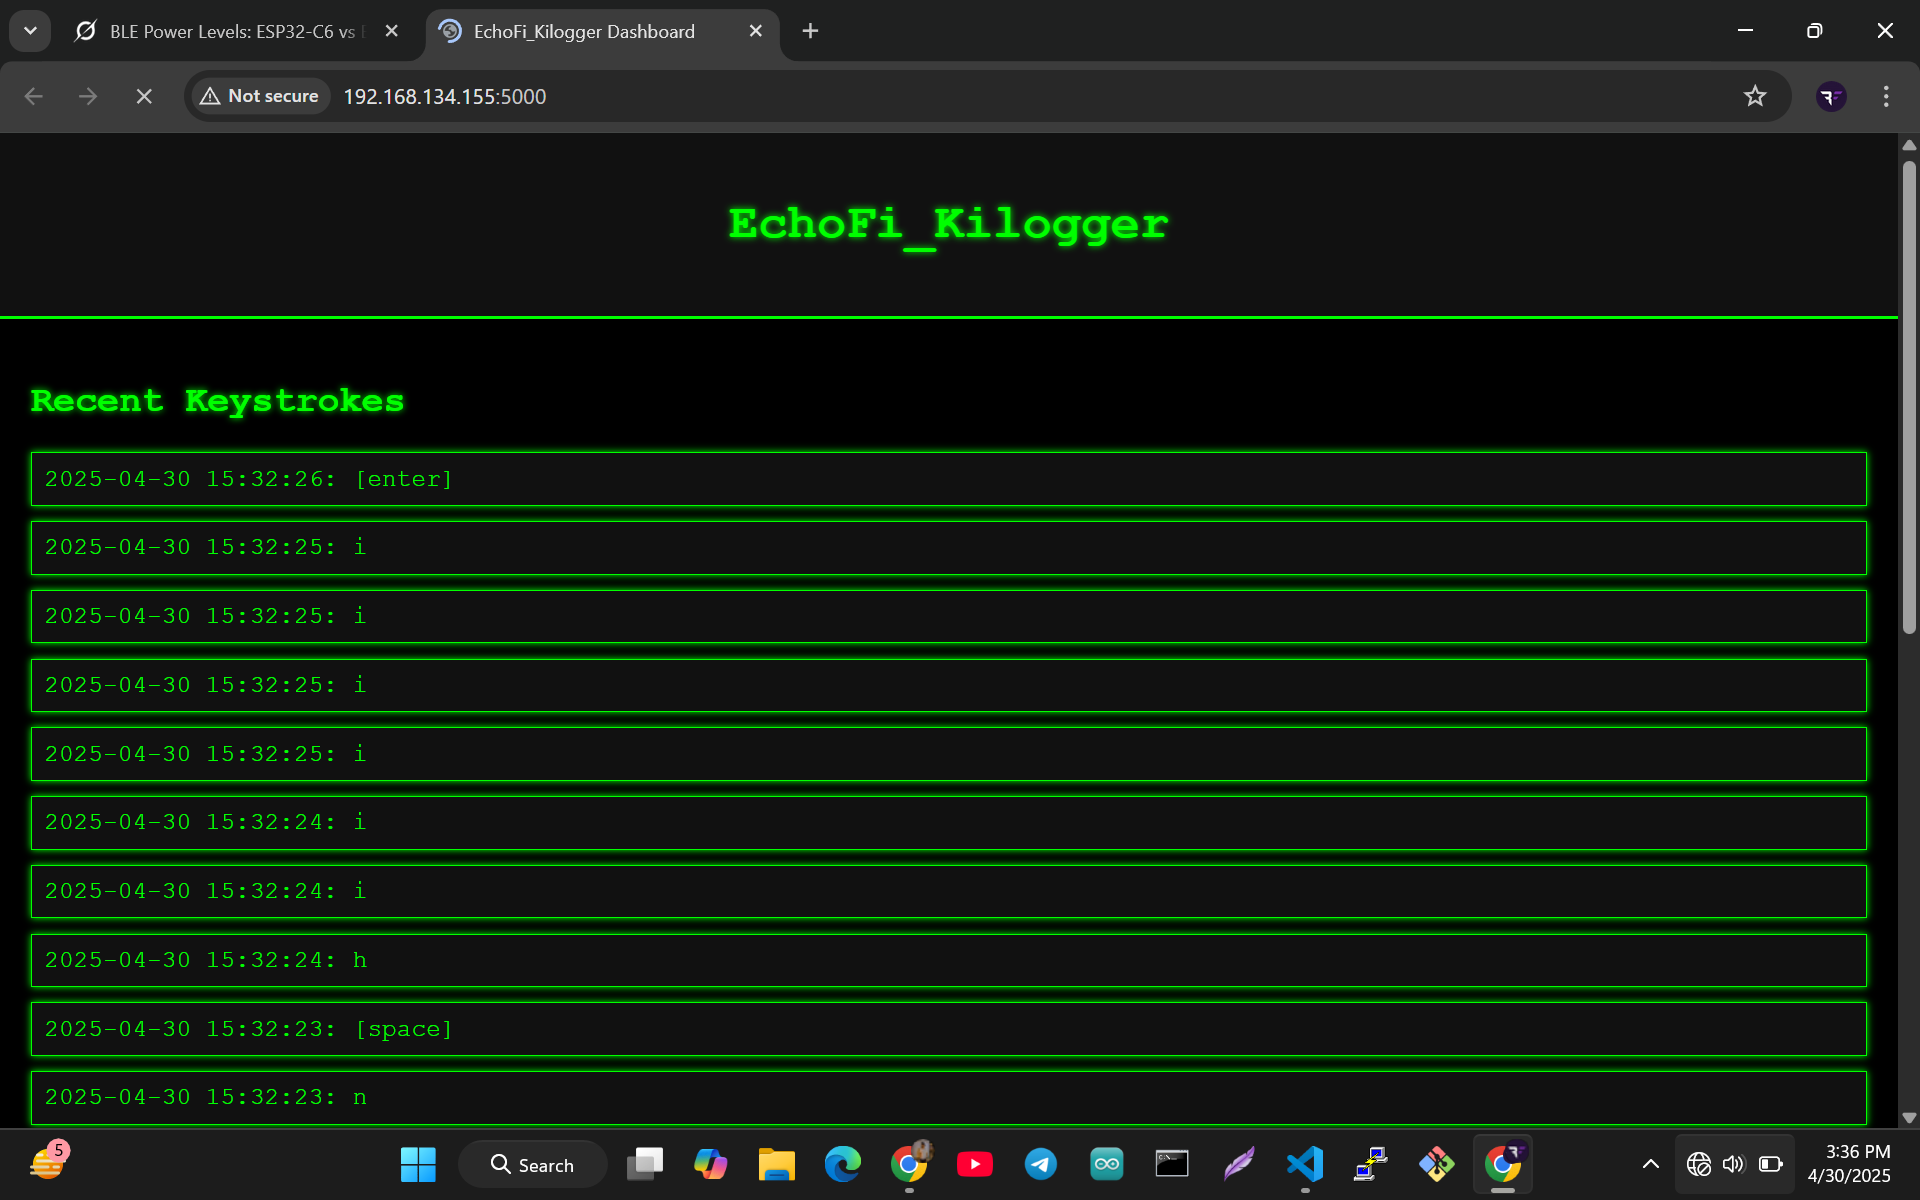 BLE Power Levels: ESP32-C6 vs
EchoFi_Kilogger Dashboard
Not secure
192.168.134.155:5000
EchoFi_Kilogger
Recent Keystrokes
2025-04-30 15:32:26: [enter]
2025-04-30 15:32:25: i
2025-04-30 15:32:25: i
2025-04-30 15:32:25: i
2025-04-30 15:32:25: i
2025-04-30 15:32:24: i
2025-04-30 15:32:24: i
2025-04-30 15:32:24: h
2025-04-30 15:32:23: [space]
2025-04-30 15:32:23: n
5
Search
3:36 PM
4/30/2025